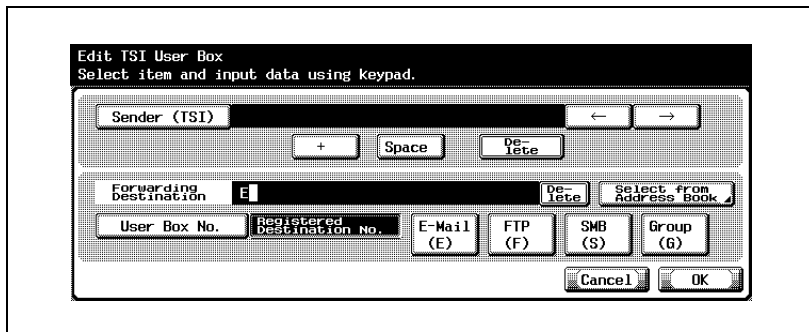 Edit TSI User Box
Select item and input data using keypad.
Sender (TSI) ← →
+ Space De-
lete
Forwarding
Destination E De-
lete Select from
Address Book
User Box No. Registered
Destination No. E-Mail
(E) FTP
(F) SMB
(S) Group
(G)
Cancel OK